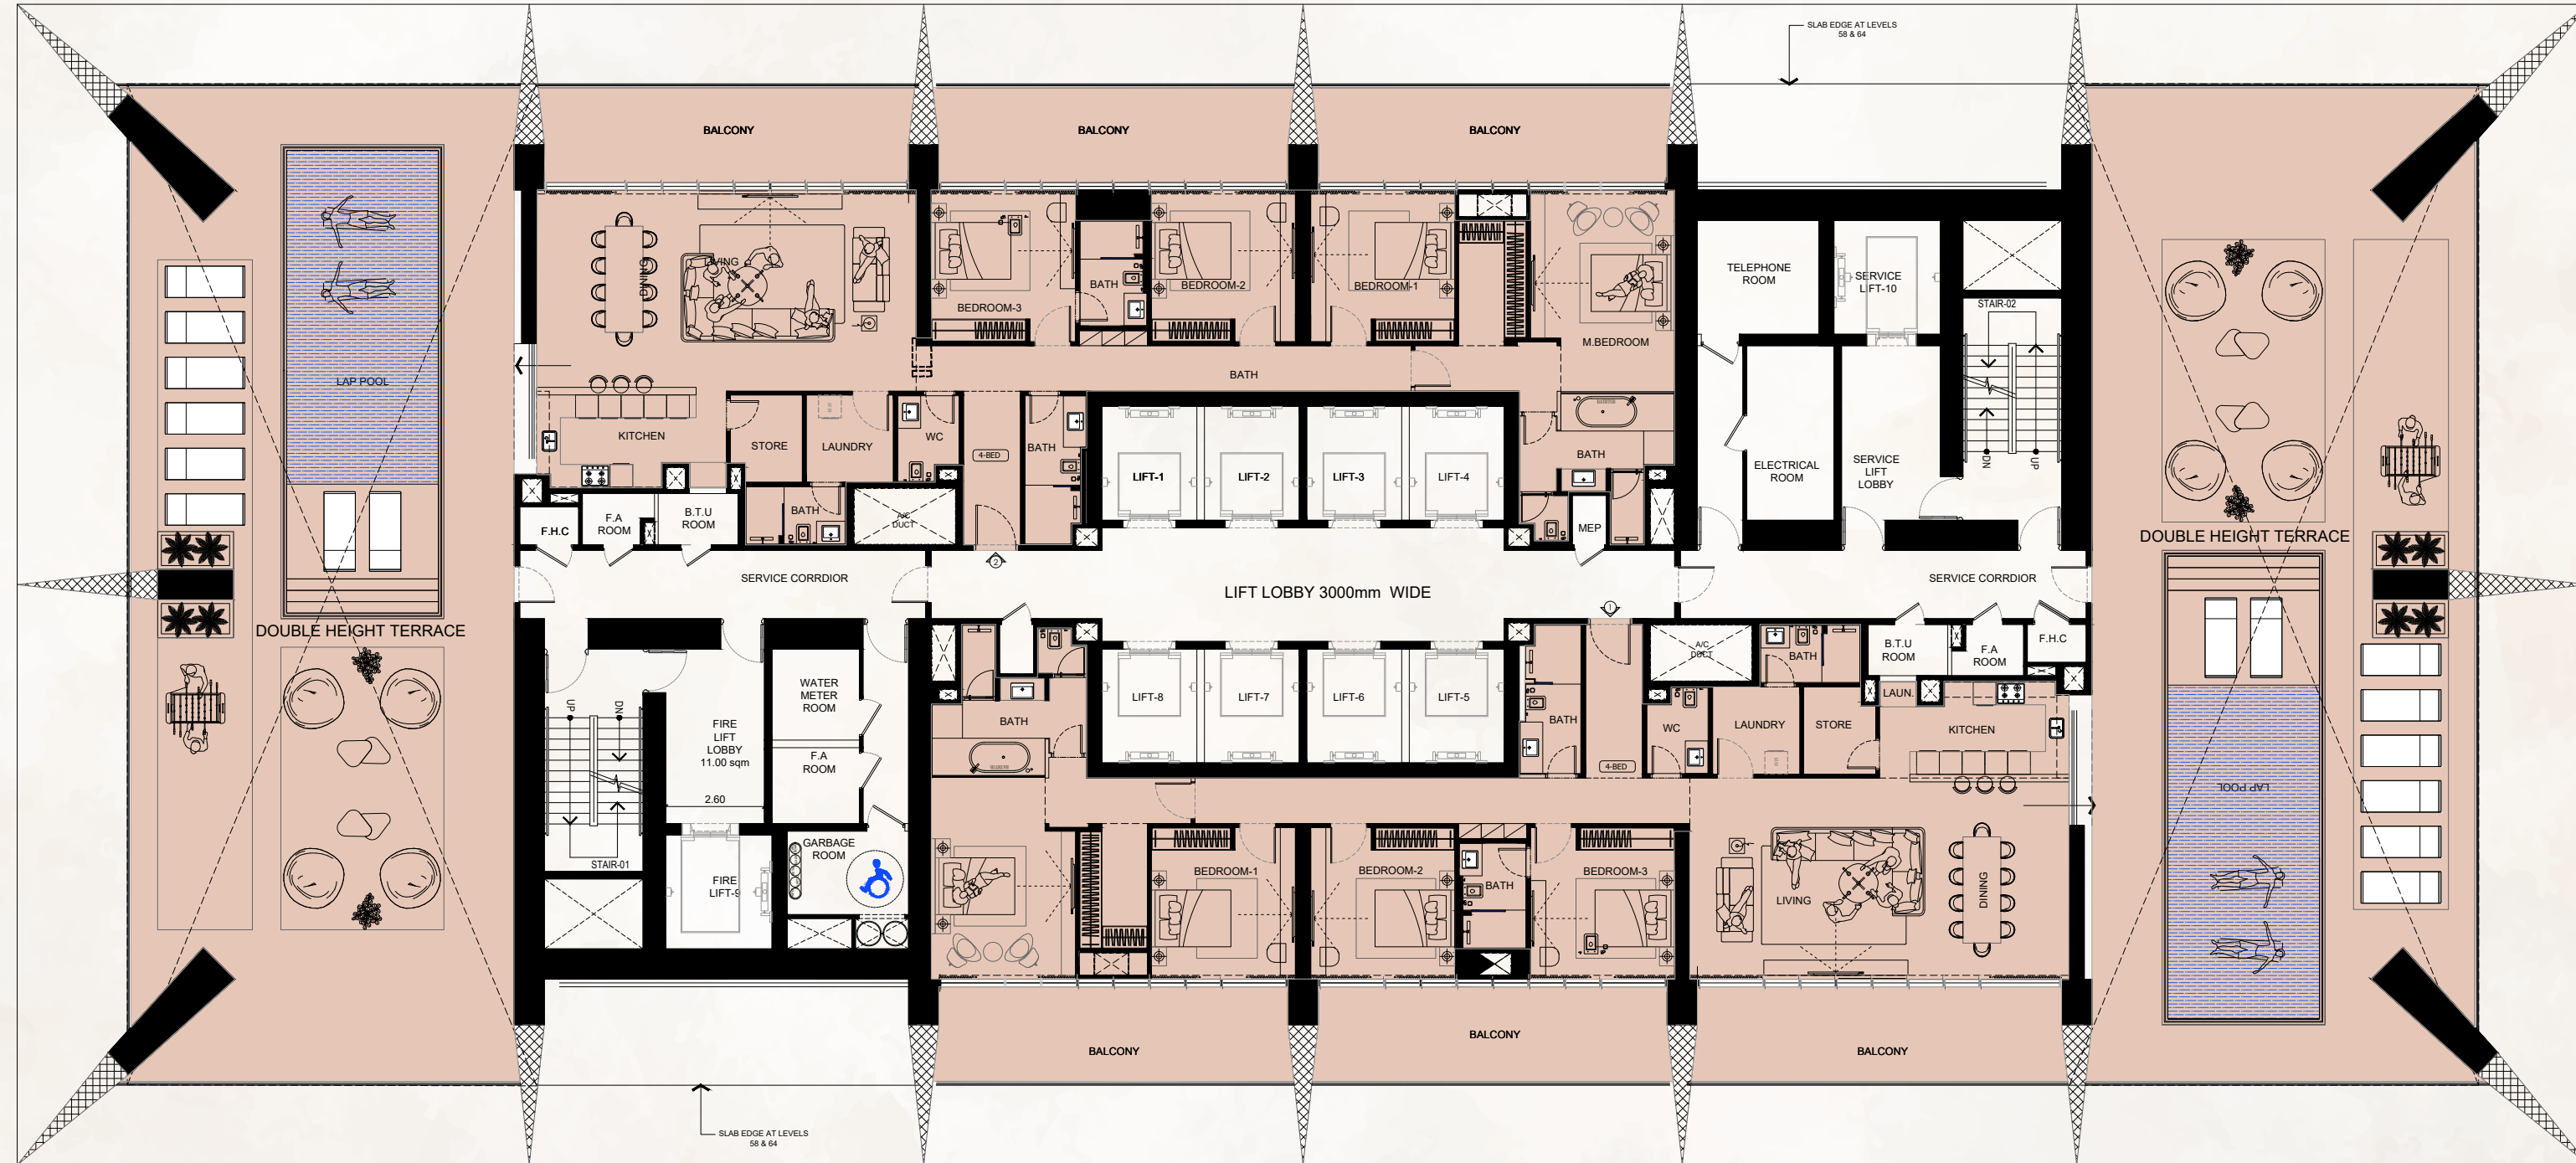 SLAB EDGE AT LEVELS
58 & 64
BALCONY
BALCONY
BALCONY
LIVING
DINING
BEDROOM-3
BATH
BEDROOM-2
BEDROOM-1
M.BEDROOM
TELEPHONE
ROOM
SERVICE
LIFT-10
STAIR-02
LAP POOL
BATH
KITCHEN
STORE
LAUNDRY
WC
4-BED
BATH
LIFT-1
LIFT-2
LIFT-3
LIFT-4
BATH
ELECTRICAL
ROOM
SERVICE
LIFT
LOBBY
DN
UP
F.H.C
F.A
ROOM
B.T.U
ROOM
BATH
A/C
DUCT
MEP
DOUBLE HEIGHT TERRACE
2
SERVICE CORRDIOR
LIFT LOBBY 3000mm WIDE
SERVICE CORRDIOR
1
DOUBLE HEIGHT TERRACE
A/C
DUCT
BATH
B.T.U
ROOM
F.A
ROOM
F.H.C
UP
DN
FIRE
LIFT
LOBBY
11.00 sqm
2.60
WATER
METER
ROOM
F.A
ROOM
BATH
LIFT-8
LIFT-7
LIFT-6
LIFT-5
BATH
4-BED
WC
LAUNDRY
STORE
LAUN.
KITCHEN
LAP POOL
STAIR-01
FIRE
LIFT-9
GARBAGE
ROOM
BEDROOM-1
BEDROOM-2
BATH
BEDROOM-3
LIVING
DINING
BALCONY
BALCONY
BALCONY
SLAB EDGE AT LEVELS
58 & 64